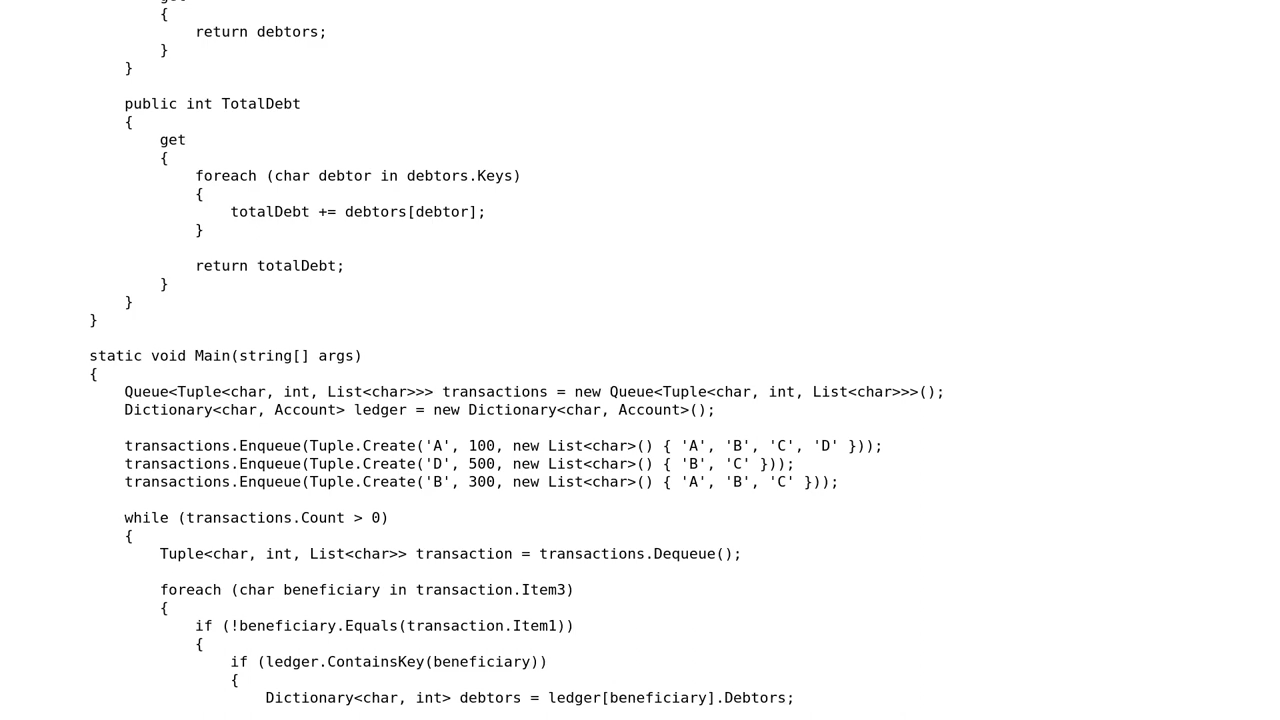 {
return debtors;
}
}
public int TotalDebt
{
get
{
foreach (char debtor in debtors.Keys)
{
totalDebt += debtors[debtor];
}
return totalDebt;
}
}
}
static void Main(string[] args)
{
Queue<Tuple<char, int, List<char>>> transactions = new Queue<Tuple<char, int, List<char>>>();
Dictionary<char, Account> ledger = new Dictionary<char, Account>();
transactions.Enqueue(Tuple.Create('A', 100, new List<char>() { 'A', 'B', 'C', 'D' }));
transactions.Enqueue(Tuple.Create('D', 500, new List<char>() { 'B', 'C' }));
transactions.Enqueue(Tuple.Create('B', 300, new List<char>() { 'A', 'B', 'C' }));
while (transactions.Count > 0)
{
Tuple<char, int, List<char>> transaction = transactions.Dequeue();
foreach (char beneficiary in transaction.Item3)
{
if (!beneficiary.Equals(transaction.Item1))
{
if (ledger.ContainsKey(beneficiary))
{
Dictionary<char, int> debtors = ledger[beneficiary].Debtors;